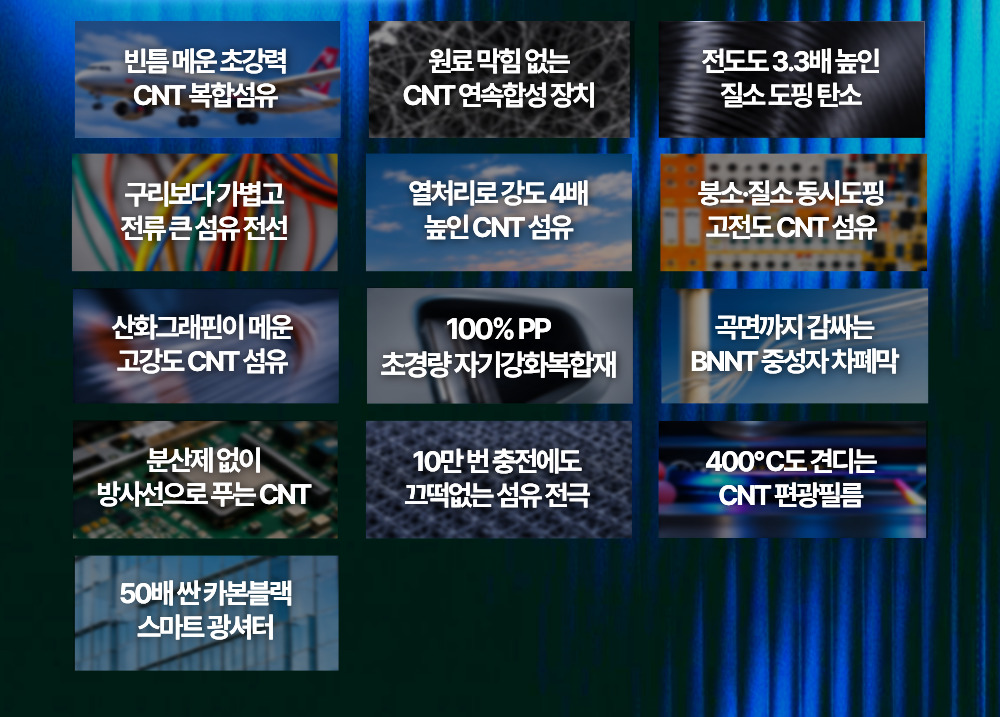 빈틈 메운 초강력
CNT 복합섬유
원료 막힘 없는
CNT 연속합성 장치
전도도 3.3배 높인
질소 도핑 탄소
구리보다 가볍고
전류 큰 섬유 전선
열처리로 강도 4배
높인 CNT 섬유
붕소·질소 동시도핑
고전도 CNT 섬유
산화그래핀이 메운
고강도 CNT 섬유
100% PP
초경량 자기강화복합재
곡면까지 감싸는
BNNT 중성자 차폐막
분산제 없이
방사선으로 푸는 CNT
10만 번 충전에도
끄떡없는 섬유 전극
400°C도 견디는
CNT 편광필름
50배 싼 카본블랙
스마트 광셔터